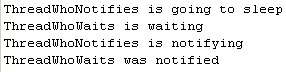 ThreadWhoNotifies is going to sleep
ThreadWhoWaits is waiting
ThreadWhoNotifies is notifying
ThreadWhoWaits was notified